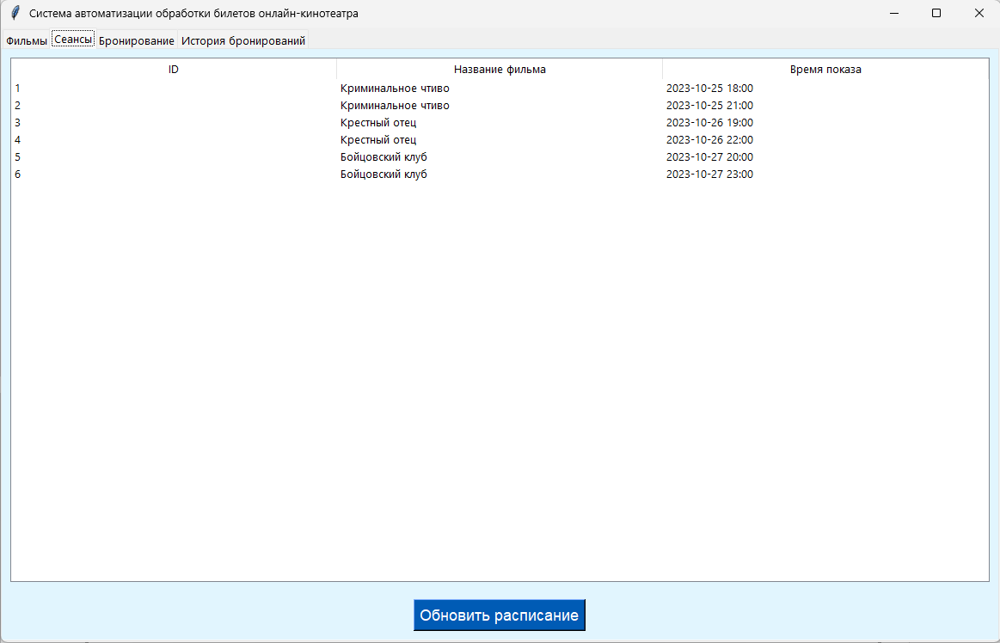 Система автоматизации обработки билетов онлайн-кинотеатра
Фильмы Сеансы Бронирование История бронирований
ID Название фильма Время показа
1 Криминальное чтиво 2023-10-25 18:00
2 Криминальное чтиво 2023-10-25 21:00
3 Крестный отец 2023-10-26 19:00
4 Крестный отец 2023-10-26 22:00
5 Бойцовский клуб 2023-10-27 20:00
6 Бойцовский клуб 2023-10-27 23:00
Обновить расписание